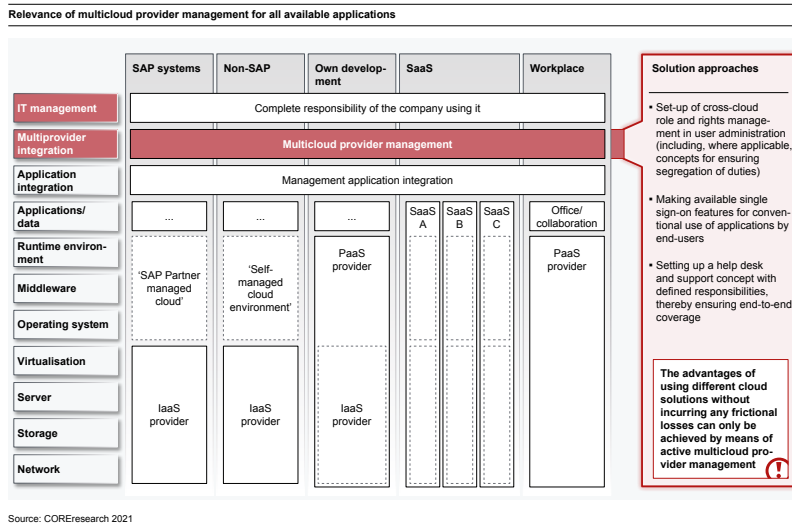 Relevance of multicloud provider management for all available applications
SAP systems
Non-SAP
Own develop-
ment
SaaS
Workplace
IT management
Complete responsibility of the company using it
Multiprovider
integration
Multicloud provider management
Application
integration
Management application integration
Applications/
data
...
...
...
SaaS
A
SaaS
B
SaaS
C
Office/
collaboration
Runtime environ-
ment
Middleware
Operating system
Virtualisation
Server
Storage
Network
'SAP Partner
managed
cloud'
'Self-
managed
cloud
environment'
PaaS
provider
PaaS
provider
IaaS
provider
IaaS
provider
IaaS
provider
Solution approaches
▪ Set-up of cross-cloud
role and rights manage-
ment in user administration
(including, where applicable,
concepts for ensuring
segregation of duties)
▪ Making available single
sign-on features for conven-
tional use of applications by
end-users
▪ Setting up a help desk
and support concept with
defined responsibilities,
thereby ensuring end-to-end
coverage
The advantages of
using different cloud
solutions without
incurring any frictional
losses can only be
achieved by means of
active multicloud pro-
vider management
!
Source: COREresearch 2021